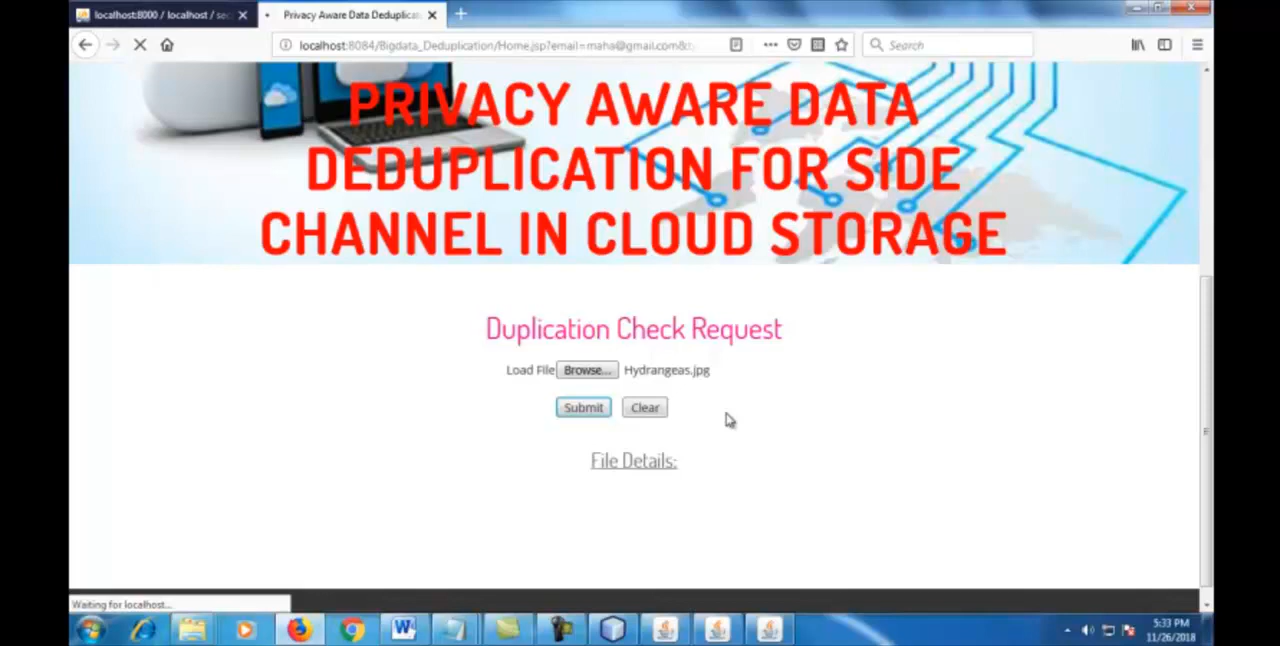 localhost:8000 / localhost / sec
Privacy Aware Data Deduplicati
localhost:8084/Bigdata_Deduplication/Home.jsp?email=maha@gmail.com&
Search
PRIVACY AWARE DATA
DEDUPLICATION FOR SIDE
CHANNEL IN CLOUD STORAGE
Duplication Check Request
Load File Browse... Hydrangeas.jpg
Submit Clear
File Details:
Waiting for localhost...
5:33 PM
11/26/2018